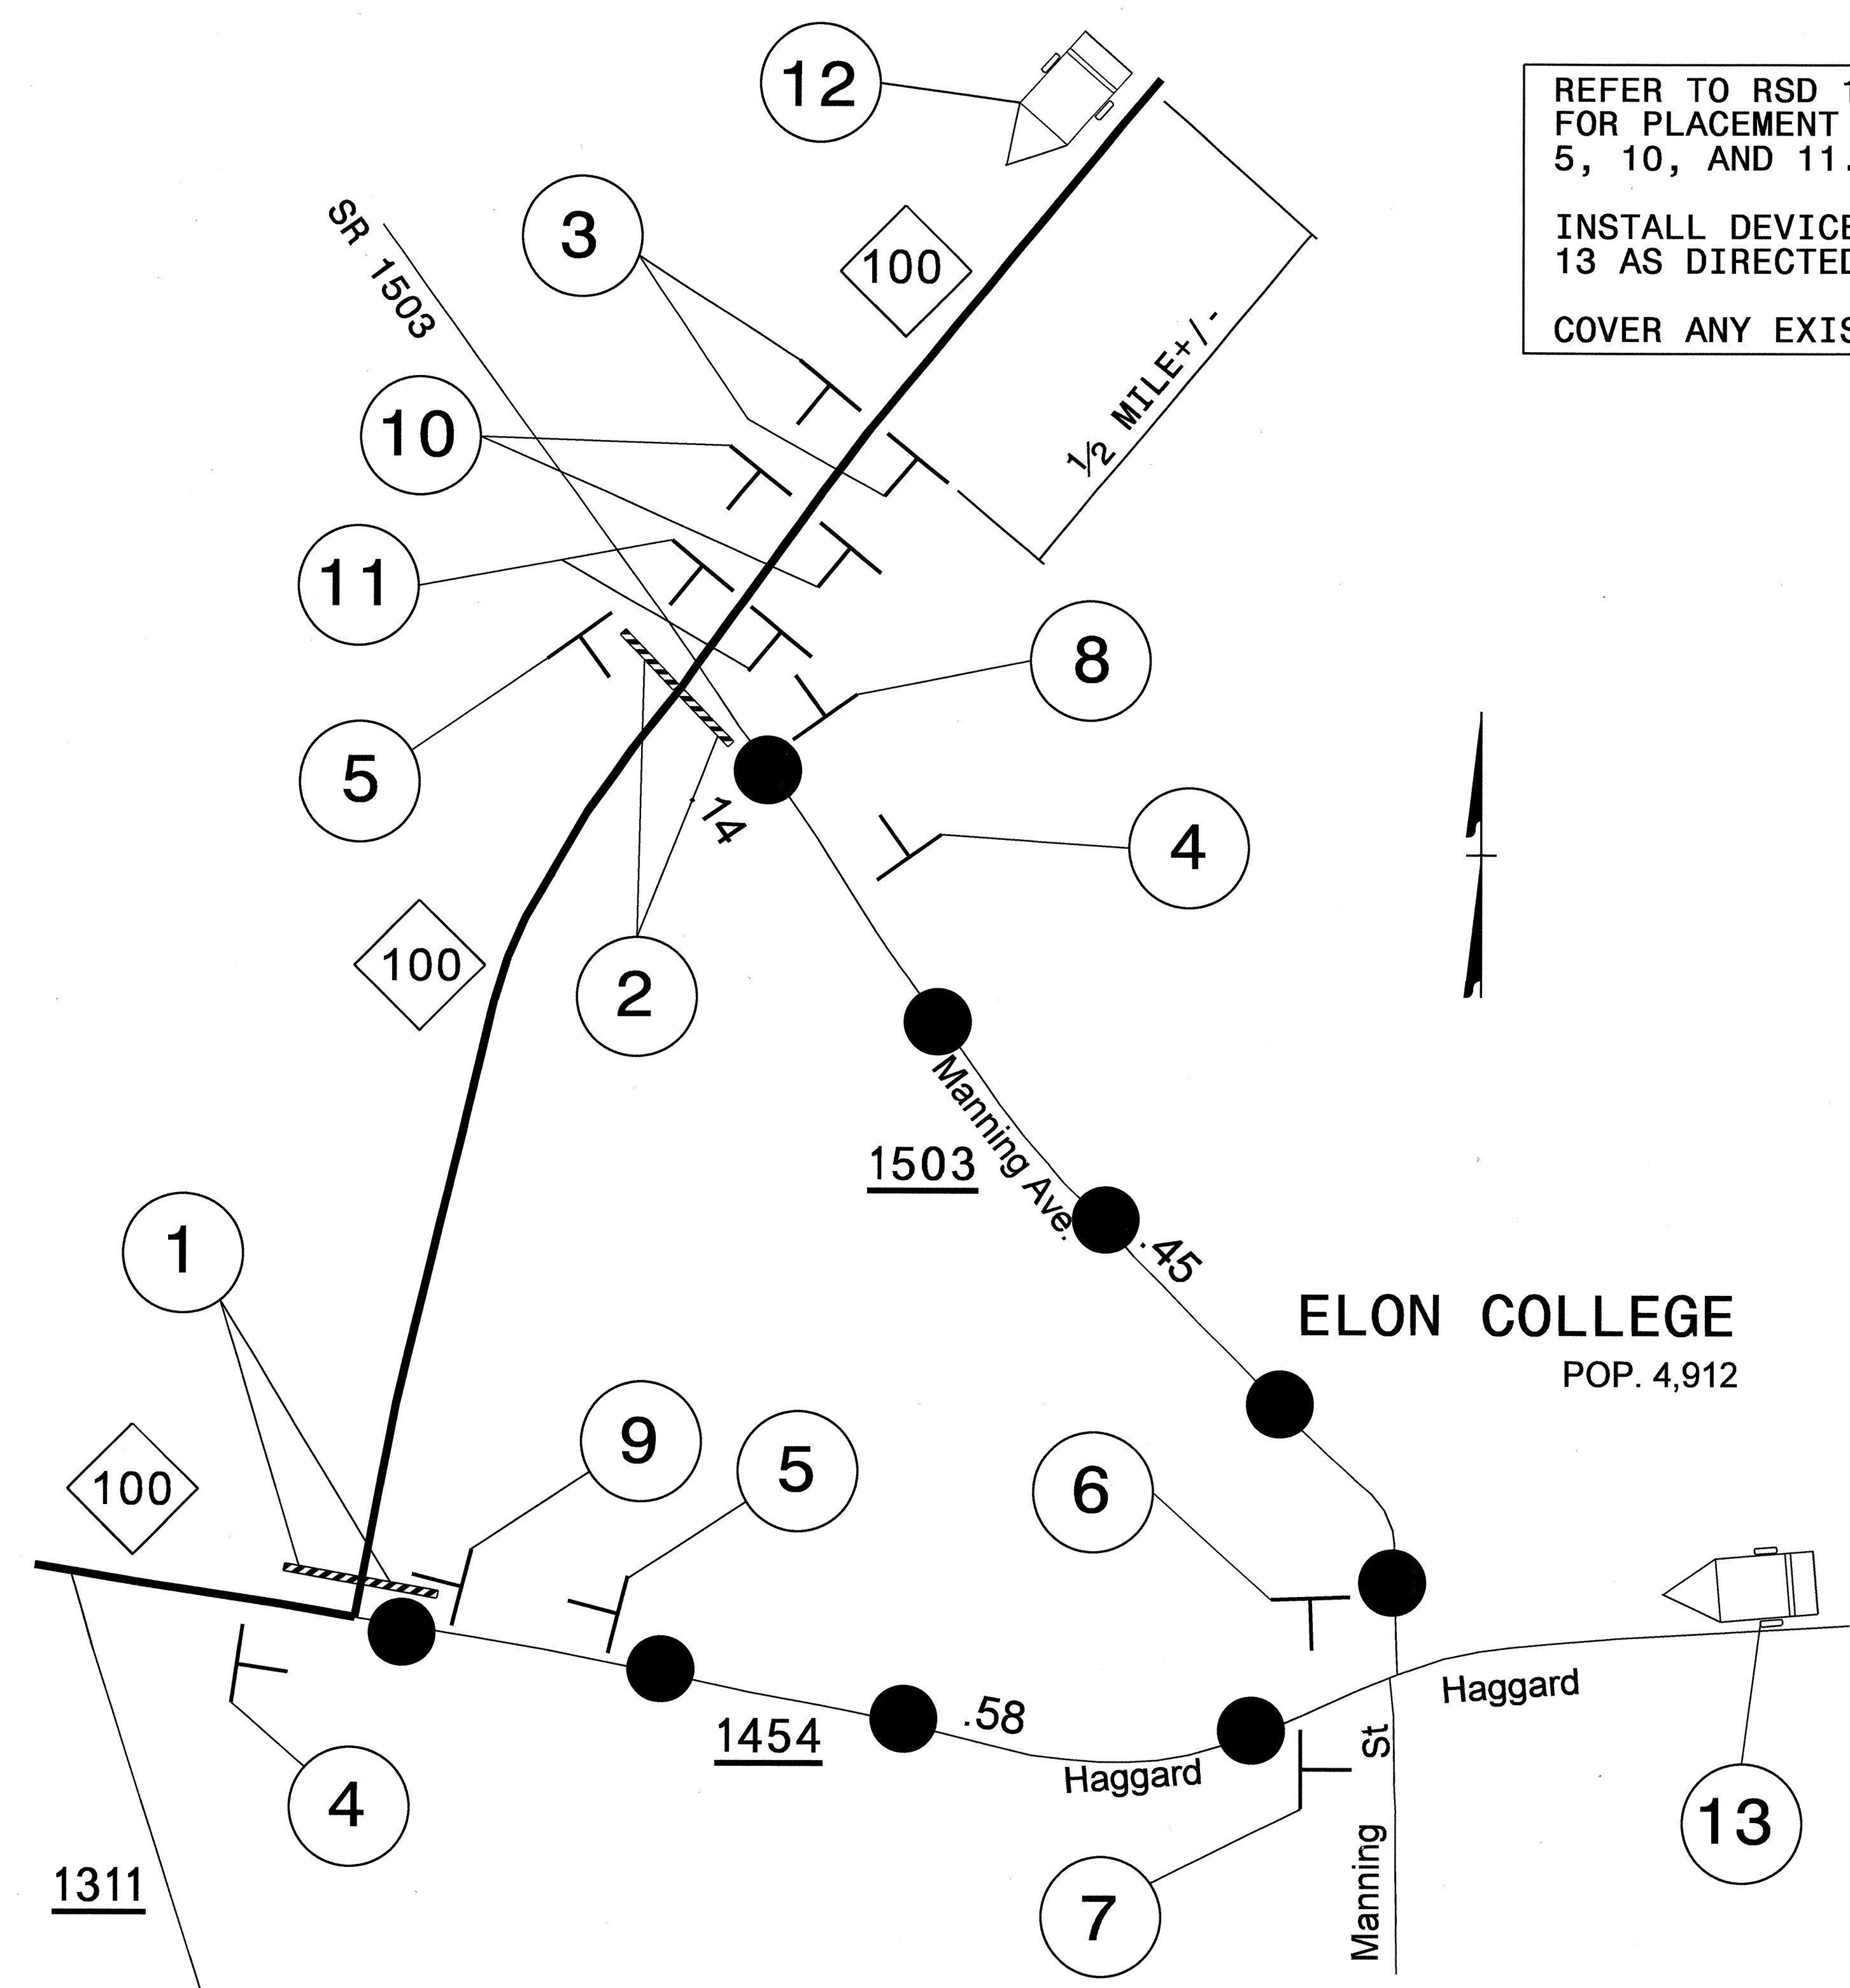 12
REFER TO RSD 1
FOR PLACEMENT
5, 10, AND 11.
INSTALL DEVICE
13 AS DIRECTED
COVER ANY EXIS
SR 1503
3
100
1/2 MILE+/-
10
11
8
5
.14
4
100
2
Manning Ave.
1503
1
.45
ELON COLLEGE
POP. 4,912
9
5
6
100
Haggard
.58
1454
St
Haggard
4
13
1311
7
Manning